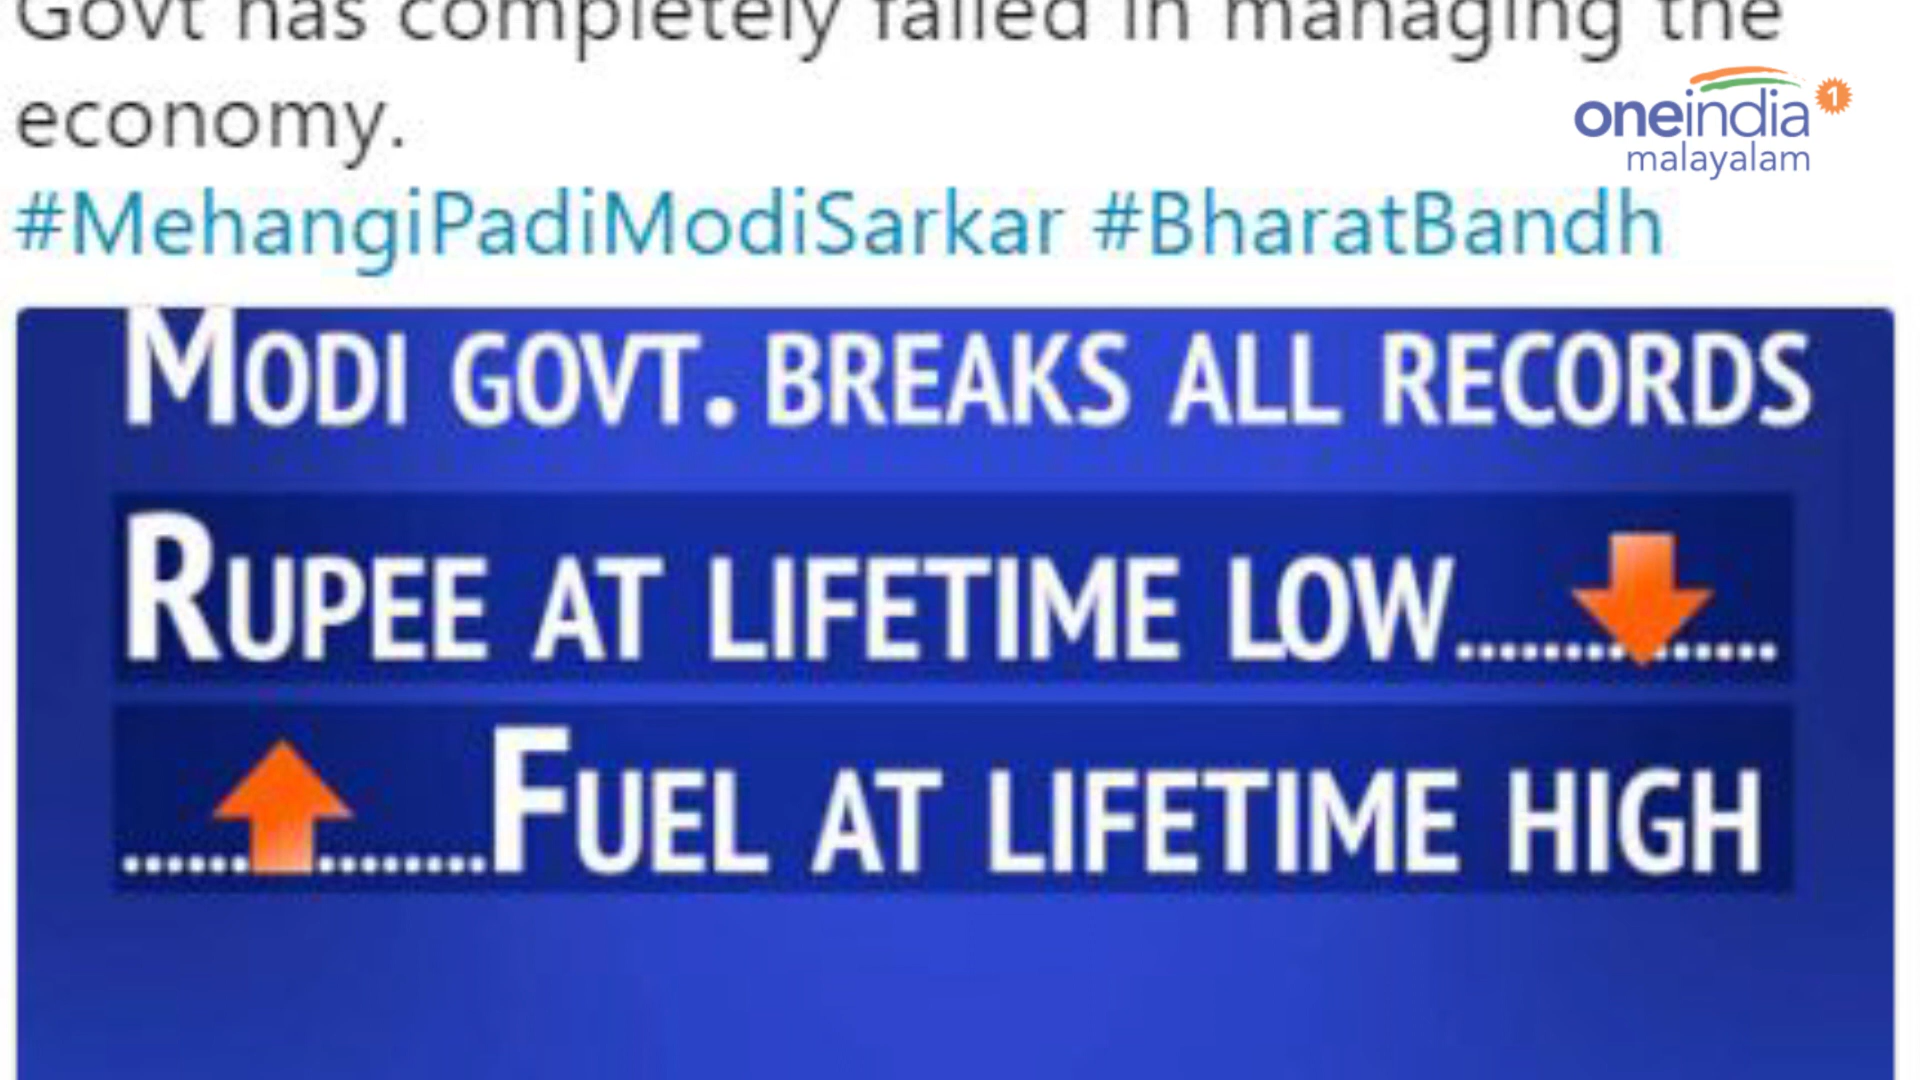 Govt has completely failed in managing the
economy.
oneindia 1
malayalam
#MehangiPadiModiSarkar #BharatBandh
MODI GOVT. BREAKS ALL RECORDS
RUPEE AT LIFETIME LOW..............
...............FUEL AT LIFETIME HIGH